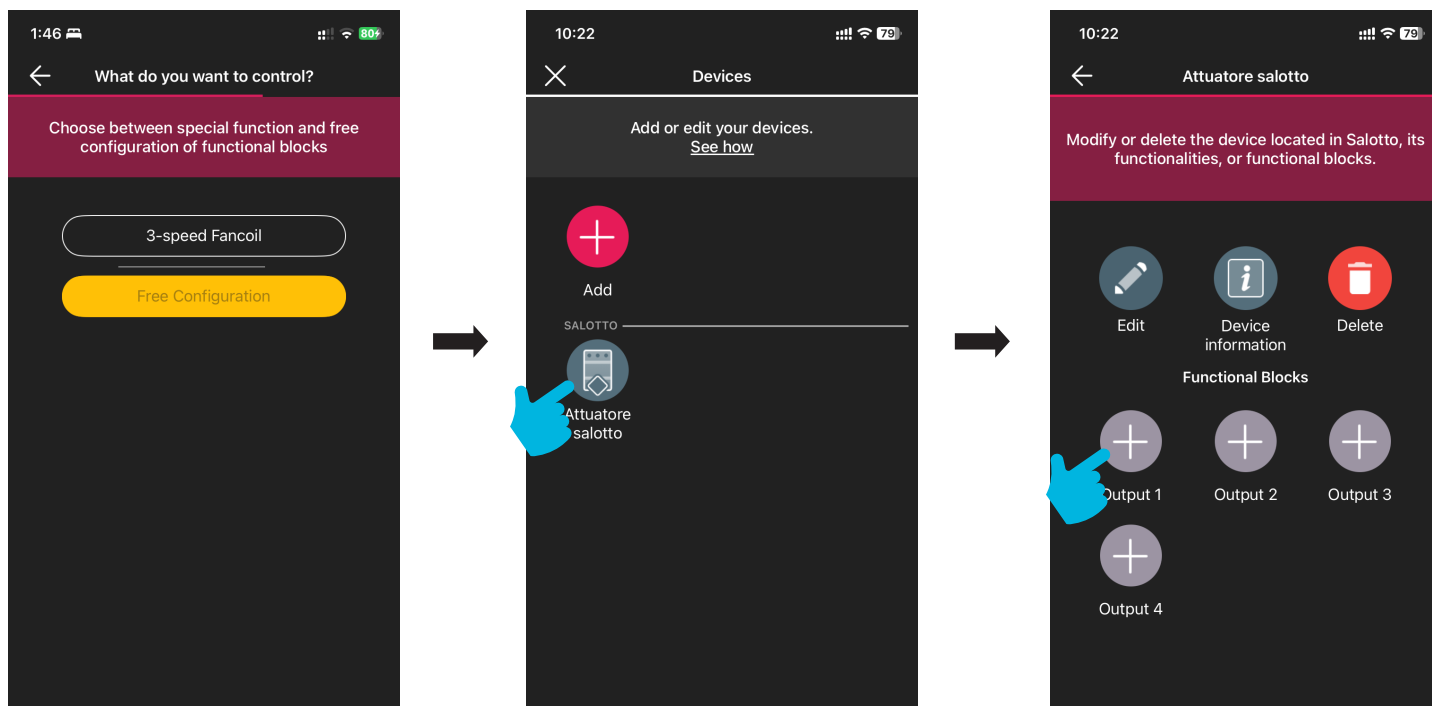 1:46
80
What do you want to control?
Choose between special function and free
configuration of functional blocks
3-speed Fancoil
Free Configuration
10:22
79
Devices
Add or edit your devices.
See how
Add
SALOTTO
Attuatore
salotto
10:22
79
Attuatore salotto
Modify or delete the device located in Salotto, its
functionalities, or functional blocks.
Edit
Device
information
Delete
Functional Blocks
Output 1
Output 2
Output 3
Output 4